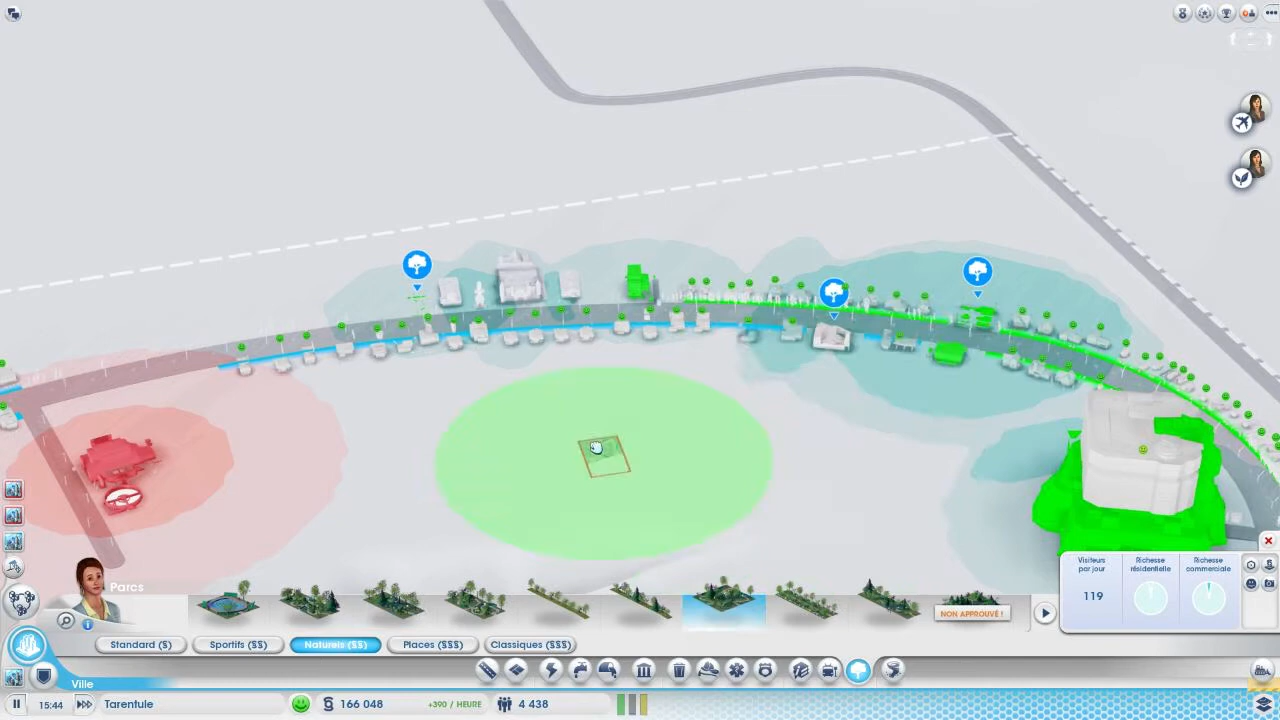 Visiteurs par jour
Richesse résidentielle
Richesse commerciale
119
Parcs
NON APPROUVÉ !
Standard ($)
Sportifs ($$)
Naturels ($$)
Places ($$$)
Classiques ($$$)
Ville
15:44
Tarentule
166 048
+390 / HEURE
4 438